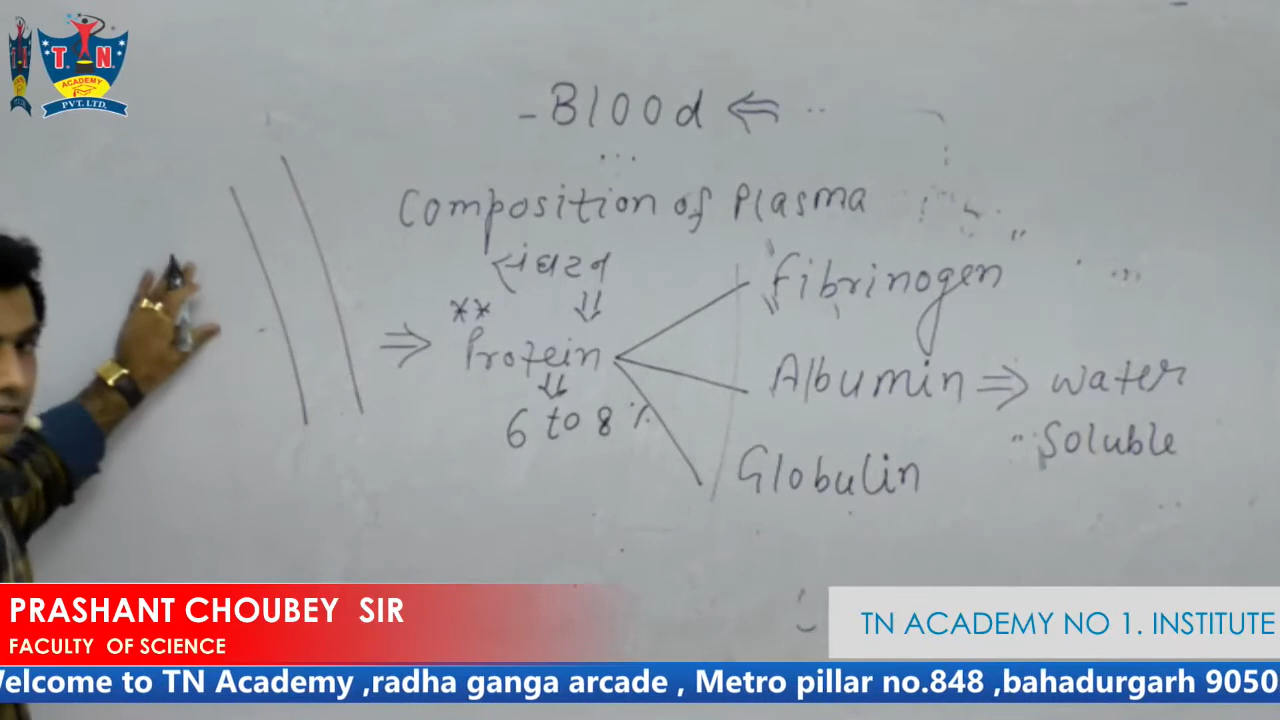 T. N
ACADEMY
PVT. LTD.
- Blood ⇐
Composition of Plasma
संघटन
⇓
** 
⇒ Protein
⇓
6 to 8 %
Fibrinogen
Albumin ⇒ water
Soluble
Globulin
PRASHANT CHOUBEY SIR
FACULTY OF SCIENCE
TN ACADEMY NO 1. INSTITUTE
Welcome to TN Academy ,radha ganga arcade , Metro pillar no.848 ,bahadurgarh 9050